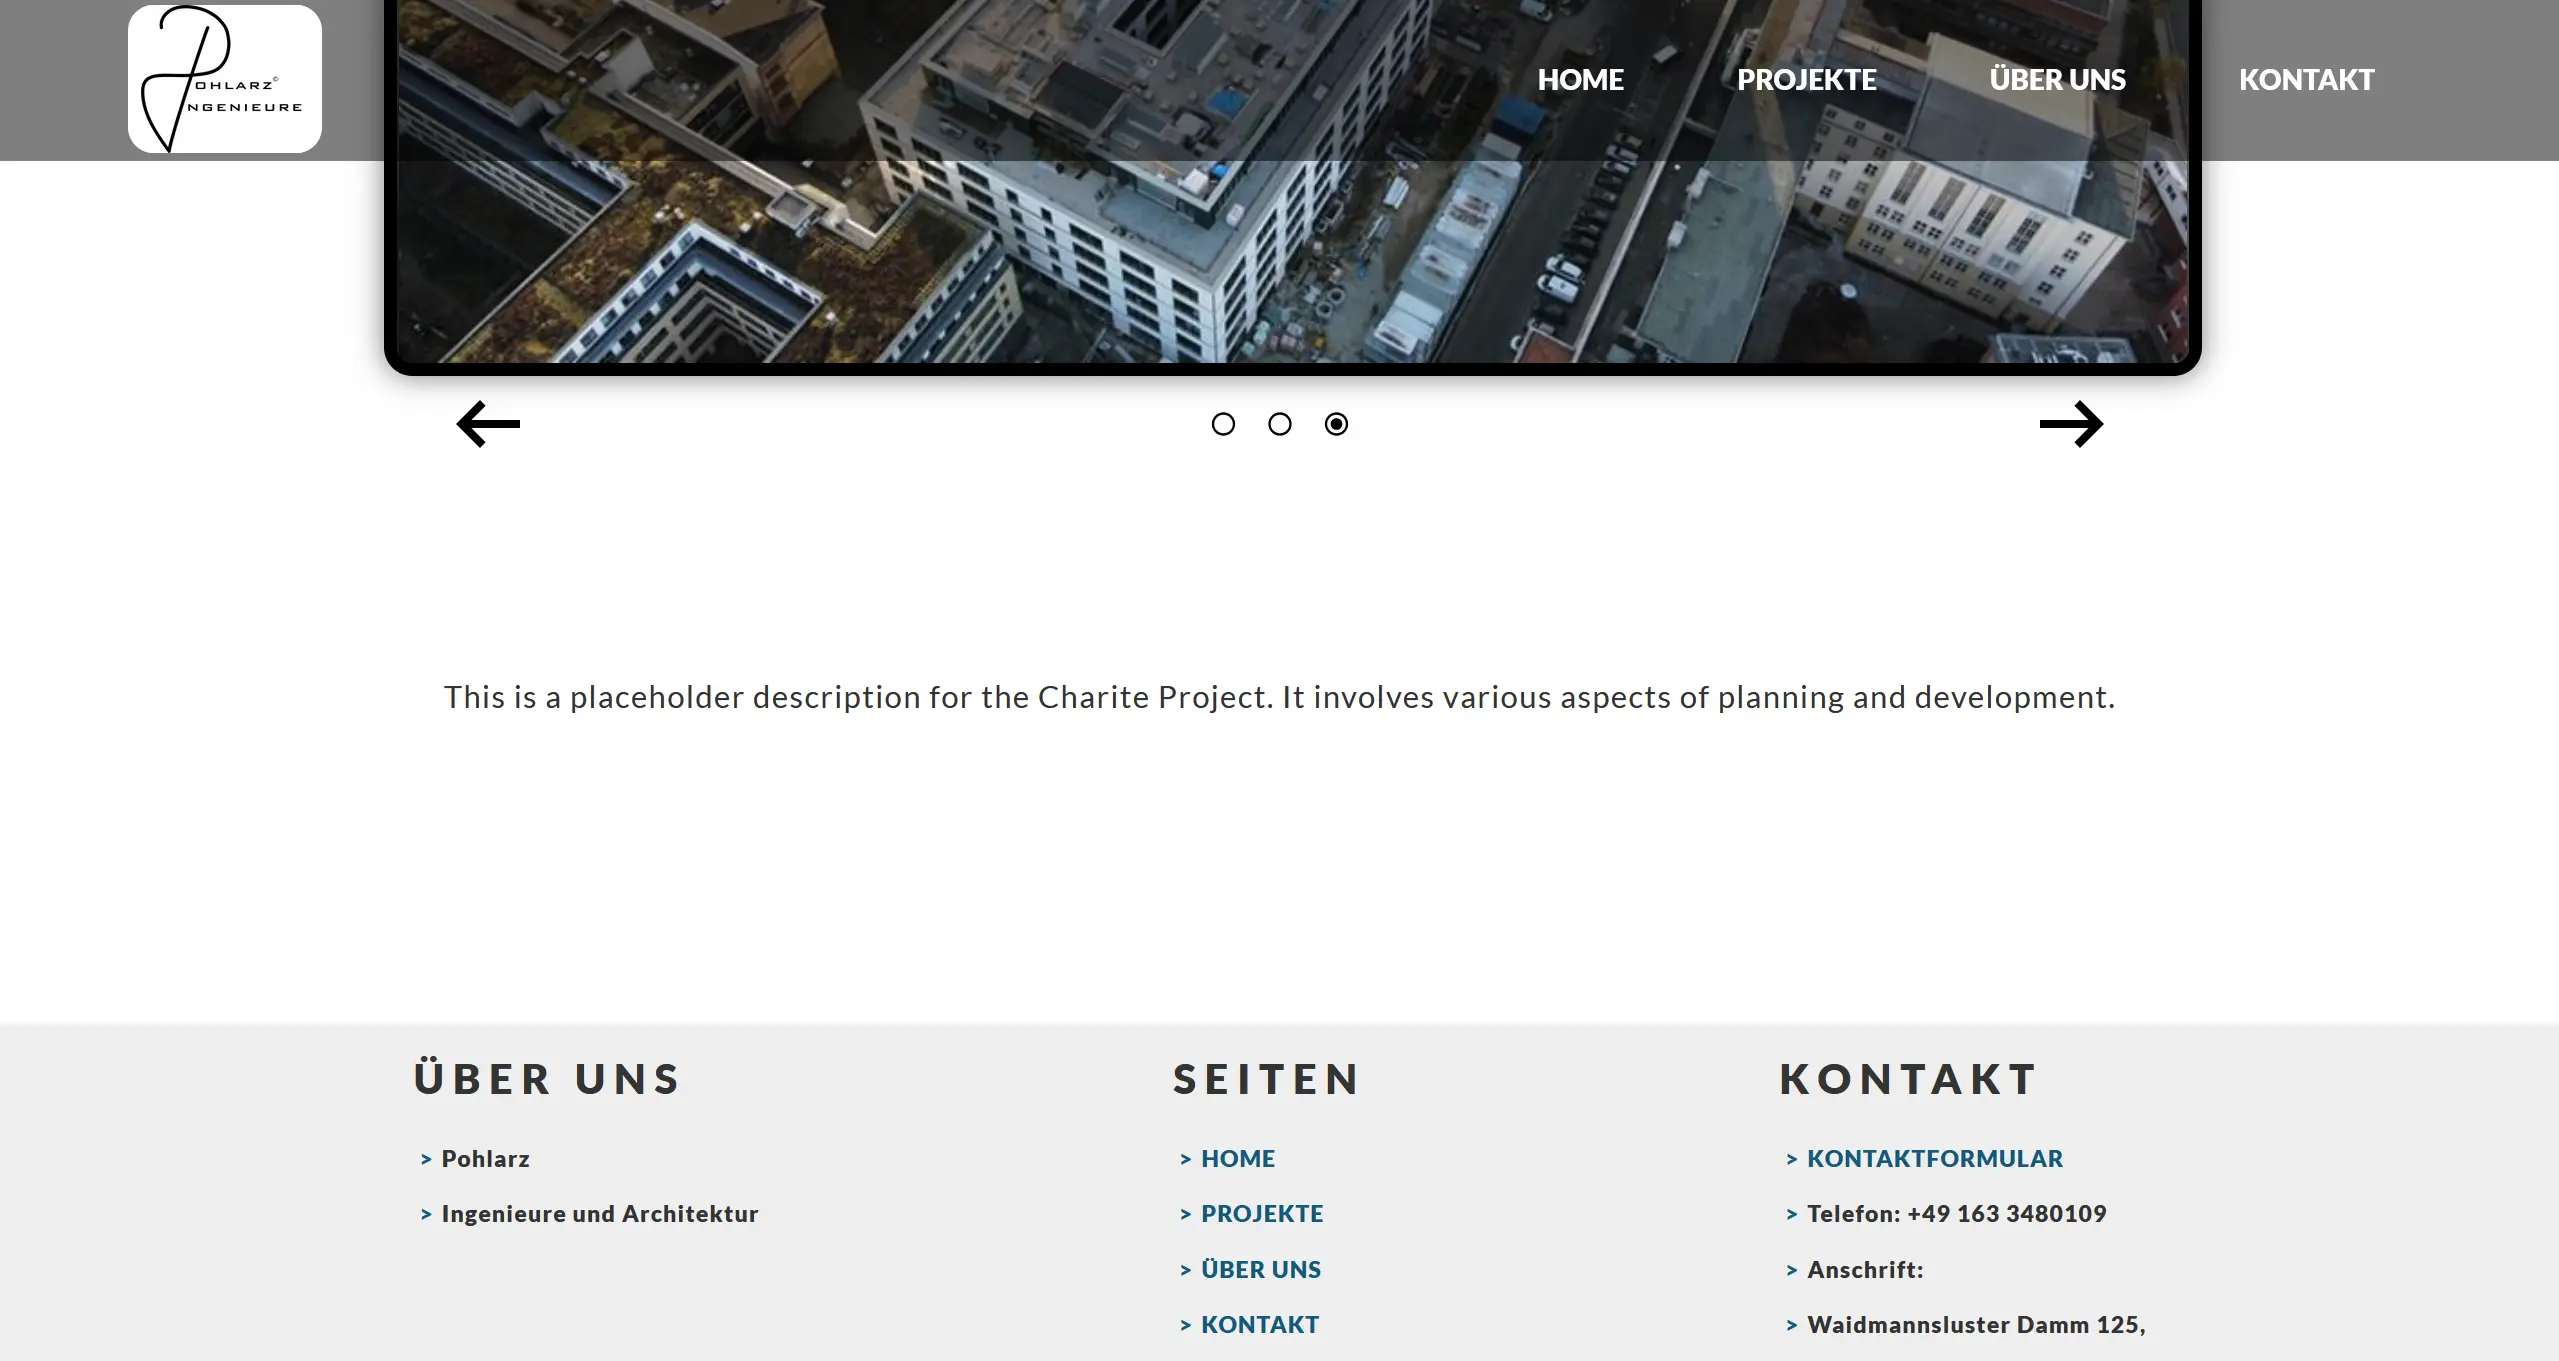 POHLARZ©
INGENIEURE
HOME
PROJEKTE
ÜBER UNS
KONTAKT
This is a placeholder description for the Charite Project. It involves various aspects of planning and development.
ÜBER UNS
> Pohlarz
> Ingenieure und Architektur
SEITEN
> HOME
> PROJEKTE
> ÜBER UNS
> KONTAKT
KONTAKT
> KONTAKTFORMULAR
> Telefon: +49 163 3480109
> Anschrift:
> Waidmannsluster Damm 125,